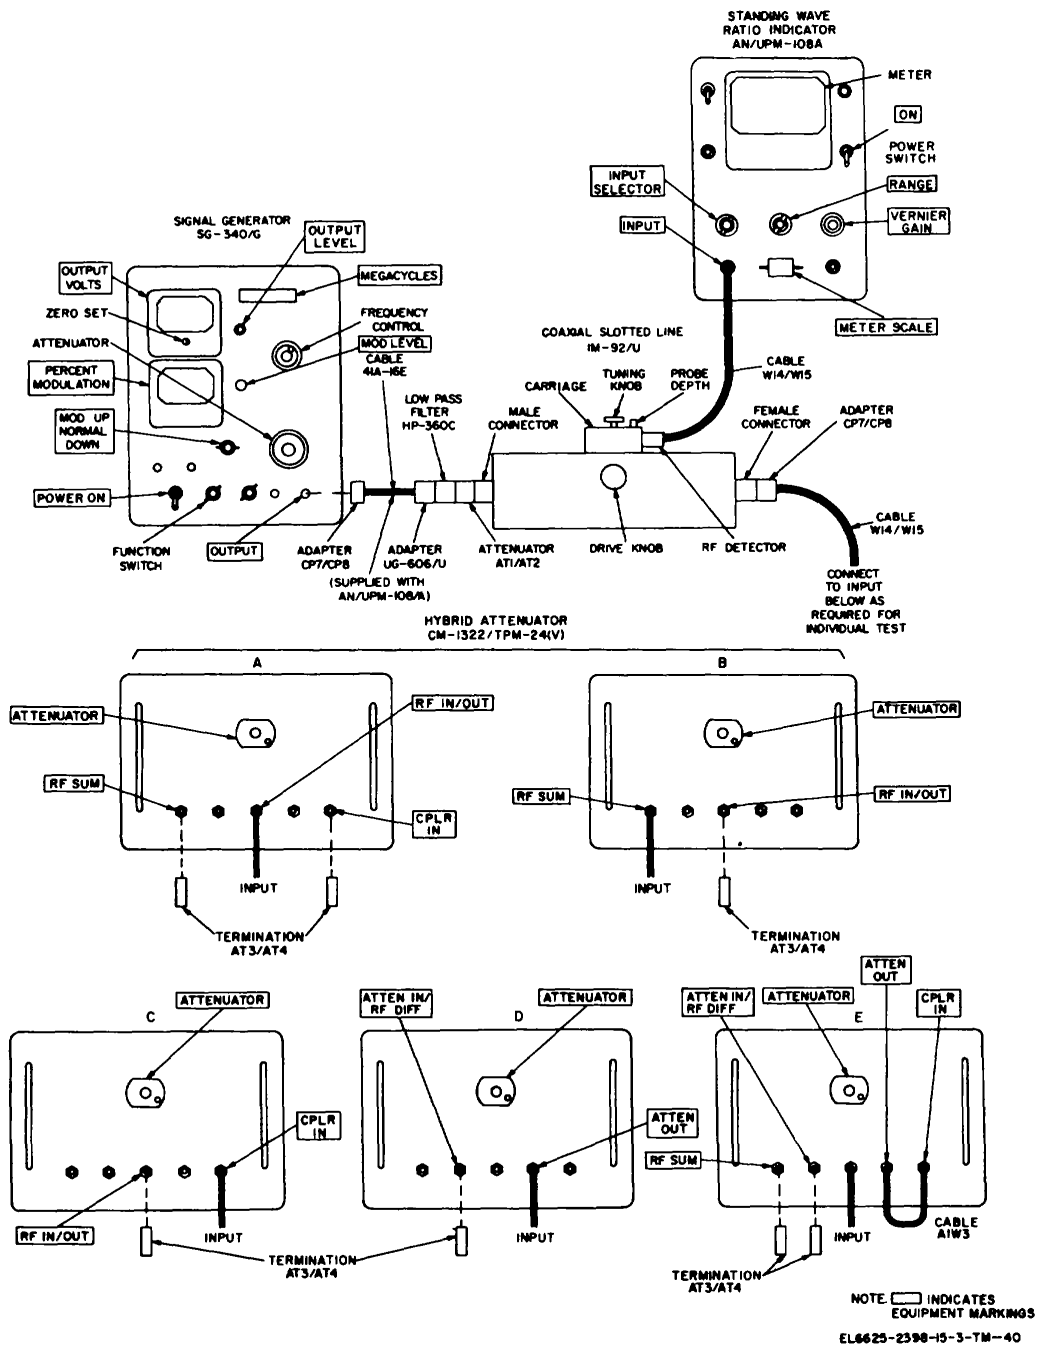 STANDING WAVE
RATIO INDICATOR
AN/UPM-108A
METER
ON
POWER
SWITCH
INPUT
SELECTOR
RANGE
VERNIER
GAIN
INPUT
METER SCALE
SIGNAL GENERATOR
SG-340/G
OUTPUT
LEVEL
OUTPUT
VOLTS
MEGACYCLES
ZERO SET
FREQUENCY
CONTROL
ATTENUATOR
MOD LEVEL
PERCENT
MODULATION
CABLE
41A-16E
MOD UP
NORMAL
DOWN
POWER ON
FUNCTION
SWITCH
OUTPUT
COAXIAL SLOTTED LINE
IM-92/U
TUNING
KNOB
PROBE
DEPTH
CARRIAGE
CABLE
W14/W15
LOW PASS
FILTER
HP-360C
MALE
CONNECTOR
FEMALE
CONNECTOR
ADAPTER
CP7/CP8
ADAPTER
CP7/CP8
ADAPTER
UG-606/U
ATTENUATOR
AT1/AT2
DRIVE KNOB
RF DETECTOR
CABLE
W14/W15
(SUPPLIED WITH
AN/UPM-108/A)
CONNECT
TO INPUT
BELOW AS
REQUIRED FOR
INDIVIDUAL TEST
HYBRID ATTENUATOR
CM-1322/TPM-24(V)
A
ATTENUATOR
RF IN/OUT
RF SUM
CPLR
IN
INPUT
TERMINATION
AT3/AT4
B
ATTENUATOR
RF SUM
RF IN/OUT
INPUT
TERMINATION
AT3/AT4
C
ATTENUATOR
CPLR
IN
RF IN/OUT
INPUT
D
ATTEN IN/
RF DIFF
ATTENUATOR
ATTEN
OUT
INPUT
TERMINATION
AT3/AT4
E
ATTEN IN/
RF DIFF
ATTENUATOR
ATTEN
OUT
CPLR
IN
RF SUM
INPUT
CABLE
A1W3
TERMINATION
AT3/AT4
NOTE. INDICATES
EQUIPMENT MARKINGS
EL6625-2398-15-3-TM-40